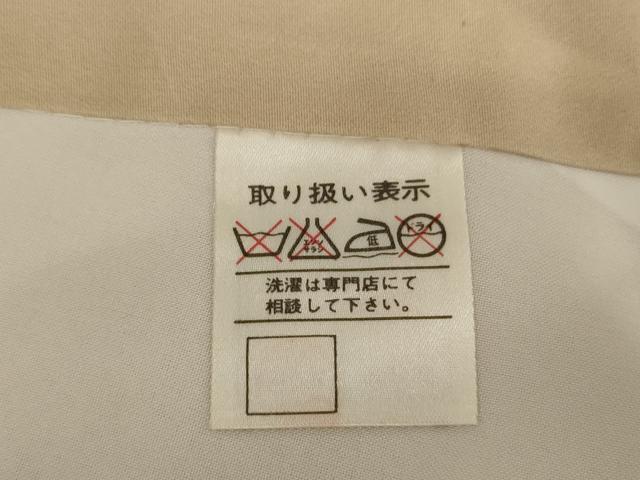 取り扱い表示
エンソ
サラシ
低
ドライ
洗濯は専門店にて
相談して下さい。